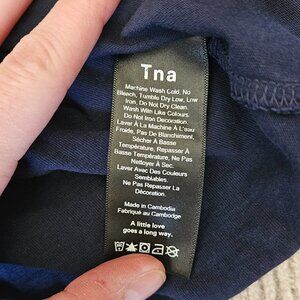 Tna
Machine Wash Cold, No
Bleach, Tumble Dry Low, Low
Iron, Do Not Dry Clean.
Wash With Like Colours.
Do Not Iron Decoration.
Laver À La Machine À L'eau
Froide, Pas De Blanchiment,
Sécher À Basse
Température, Repasser À
Basse Température, Ne Pas
Nettoyer À Sec.
Laver Avec Des Couleurs
Semblables.
Ne Pas Repasser La
Décoration.
Made in Cambodia
Fabriqué au Cambodge
A little love
goes a long way.